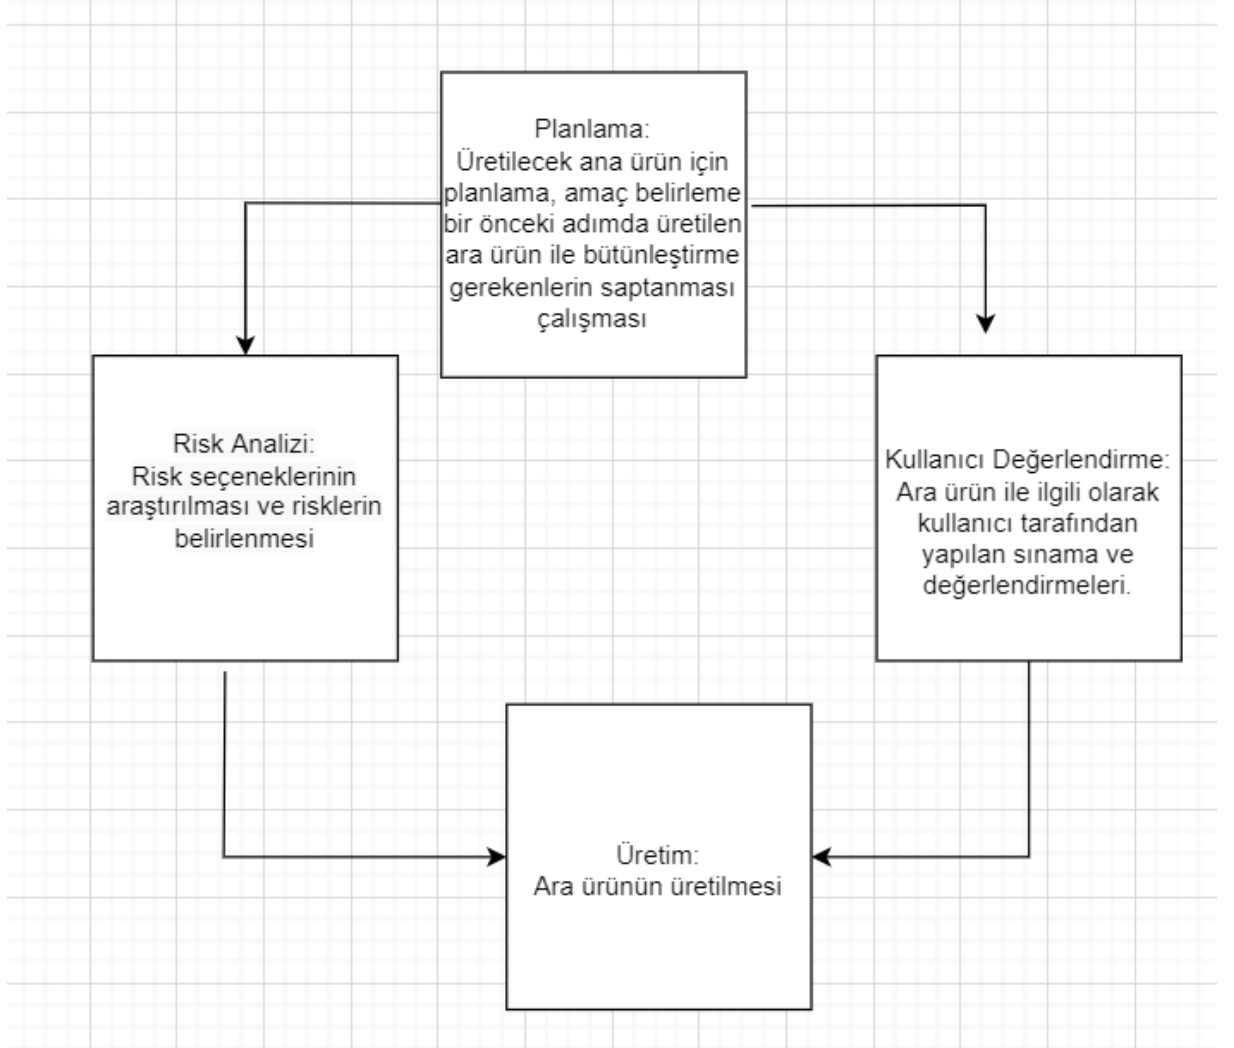 Planlama:
Üretilecek ana ürün için
planlama, amaç belirleme
bir önceki adımda üretilen
ara ürün ile bütünleştirme
gerekenlerin saptanması
çalışması
Risk Analizi:
Risk seçeneklerinin
araştırılması ve risklerin
belirlenmesi
Kullanıcı Değerlendirme:
Ara ürün ile ilgili olarak
kullanıcı tarafından
yapılan sınama ve
değerlendirmeleri.
Üretim:
Ara ürünün üretilmesi